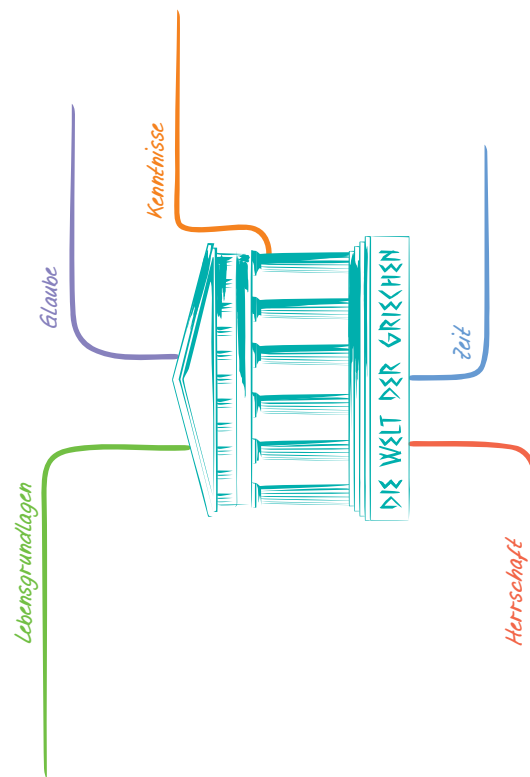 Lebensgrundlagen
Glaube
Kenntnisse
DIE WELT DER GRIECHEN
Zeit
Herrschaft